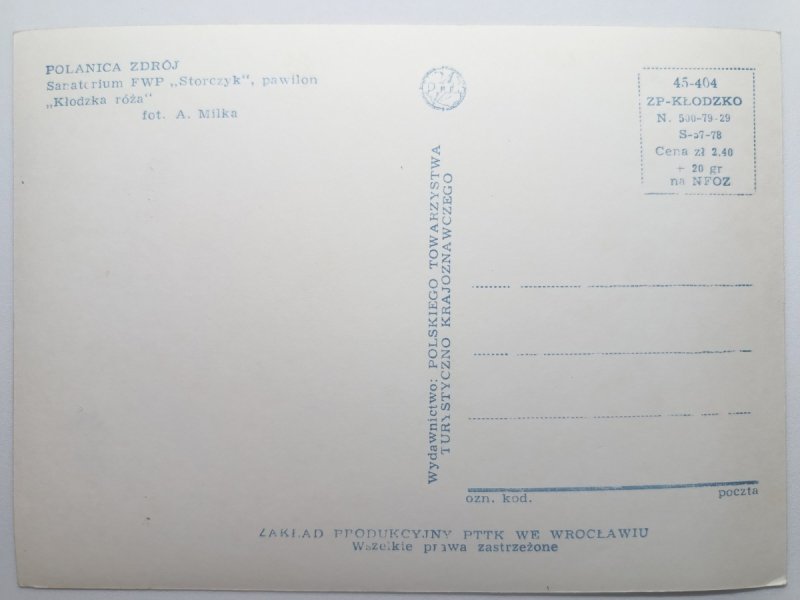 POLANICA ZDRÓJ
Sanatorium FWP „Storczyk”, pawilon
„Kłodzka róża”
fot. A. Milka
45-404
ZP-KŁODZKO
N. 500-79-29
S-57-78
Cena zł 2.40
+ 20 gr
na NFOZ
Wydawnictwo: POLSKIEGO TOWARZYSTWA
TURYSTYCZNO KRAJOZNAWCZEGO
ozn. kod.
poczta
ZAKŁAD PRODUKCYJNY PTTK WE WROCŁAWIU
Wszelkie prawa zastrzeżone